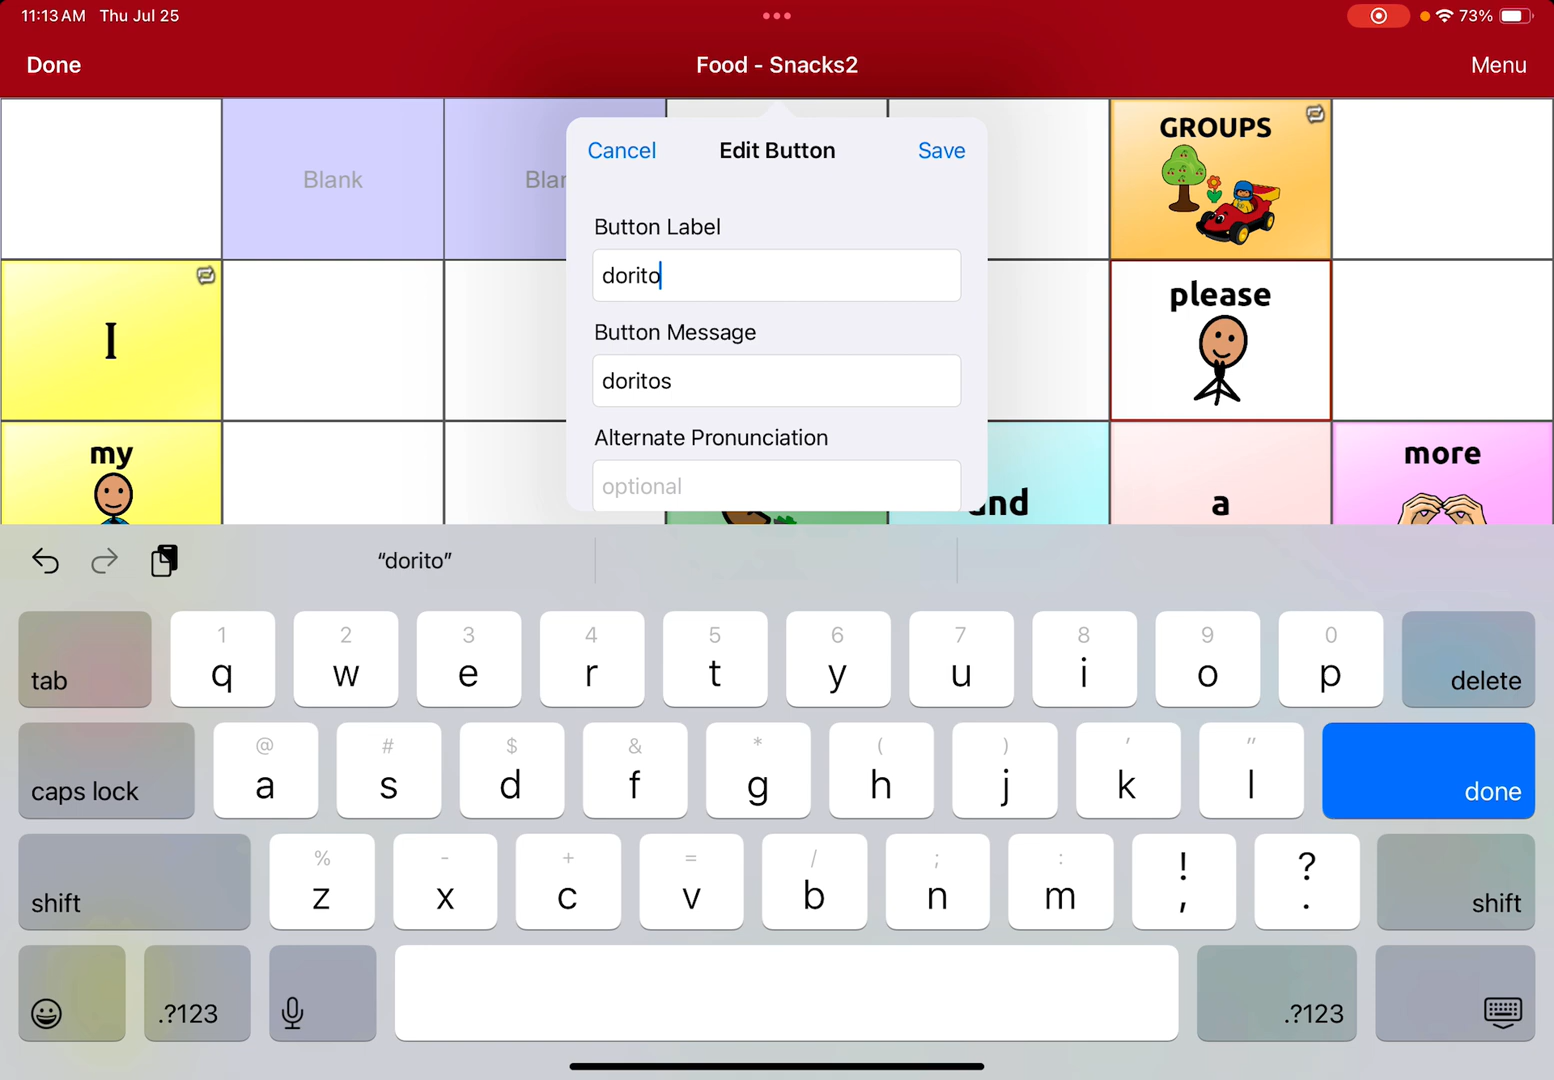 11:13 AM Thu Jul 25
73%
Done
Food - Snacks2
Menu
Blank
GROUPS
Cancel
Edit Button
Save
Button Label
dorito
I
please
Button Message
doritos
my
Alternate Pronunciation
optional
a
more
“dorito”
1 2 3 4 5 6 7 8 9 0
tab q w e r t y u i o p delete
@ # $ & * ( ) ' "
caps lock a s d f g h j k l done
% - + = / ; : ! ?
shift z x c v b n m , . shift
.?123 .?123